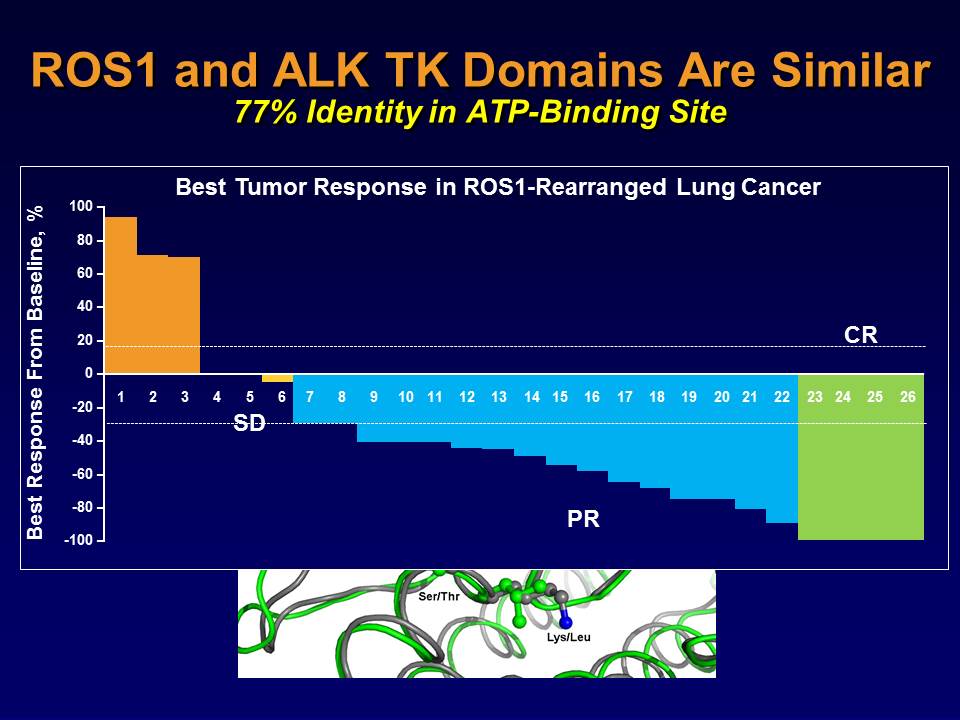 ROS1 and ALK TK Domains Are Similar
77% Identity in ATP-Binding Site
Best Tumor Response in ROS1-Rearranged Lung Cancer
Best Response From Baseline, %
100
80
60
40
20
0
-20
-40
-60
-80
-100
CR
1 2 3 4 5 6 7 8 9 10 11 12 13 14 15 16 17 18 19 20 21 22 23 24 25 26
SD
PR
Ser/Thr
Lys/Leu